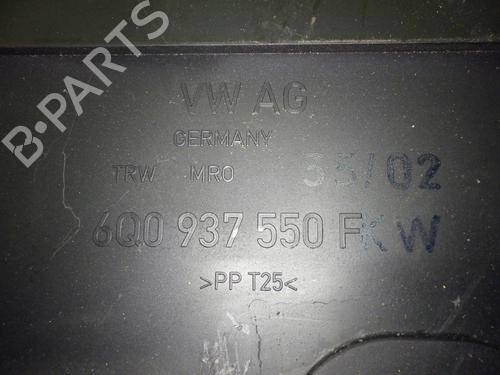 VW AG
GERMANY
TRW MRO 35/02
6Q0 937 550 F KW
>PP T25<
B-PARTS